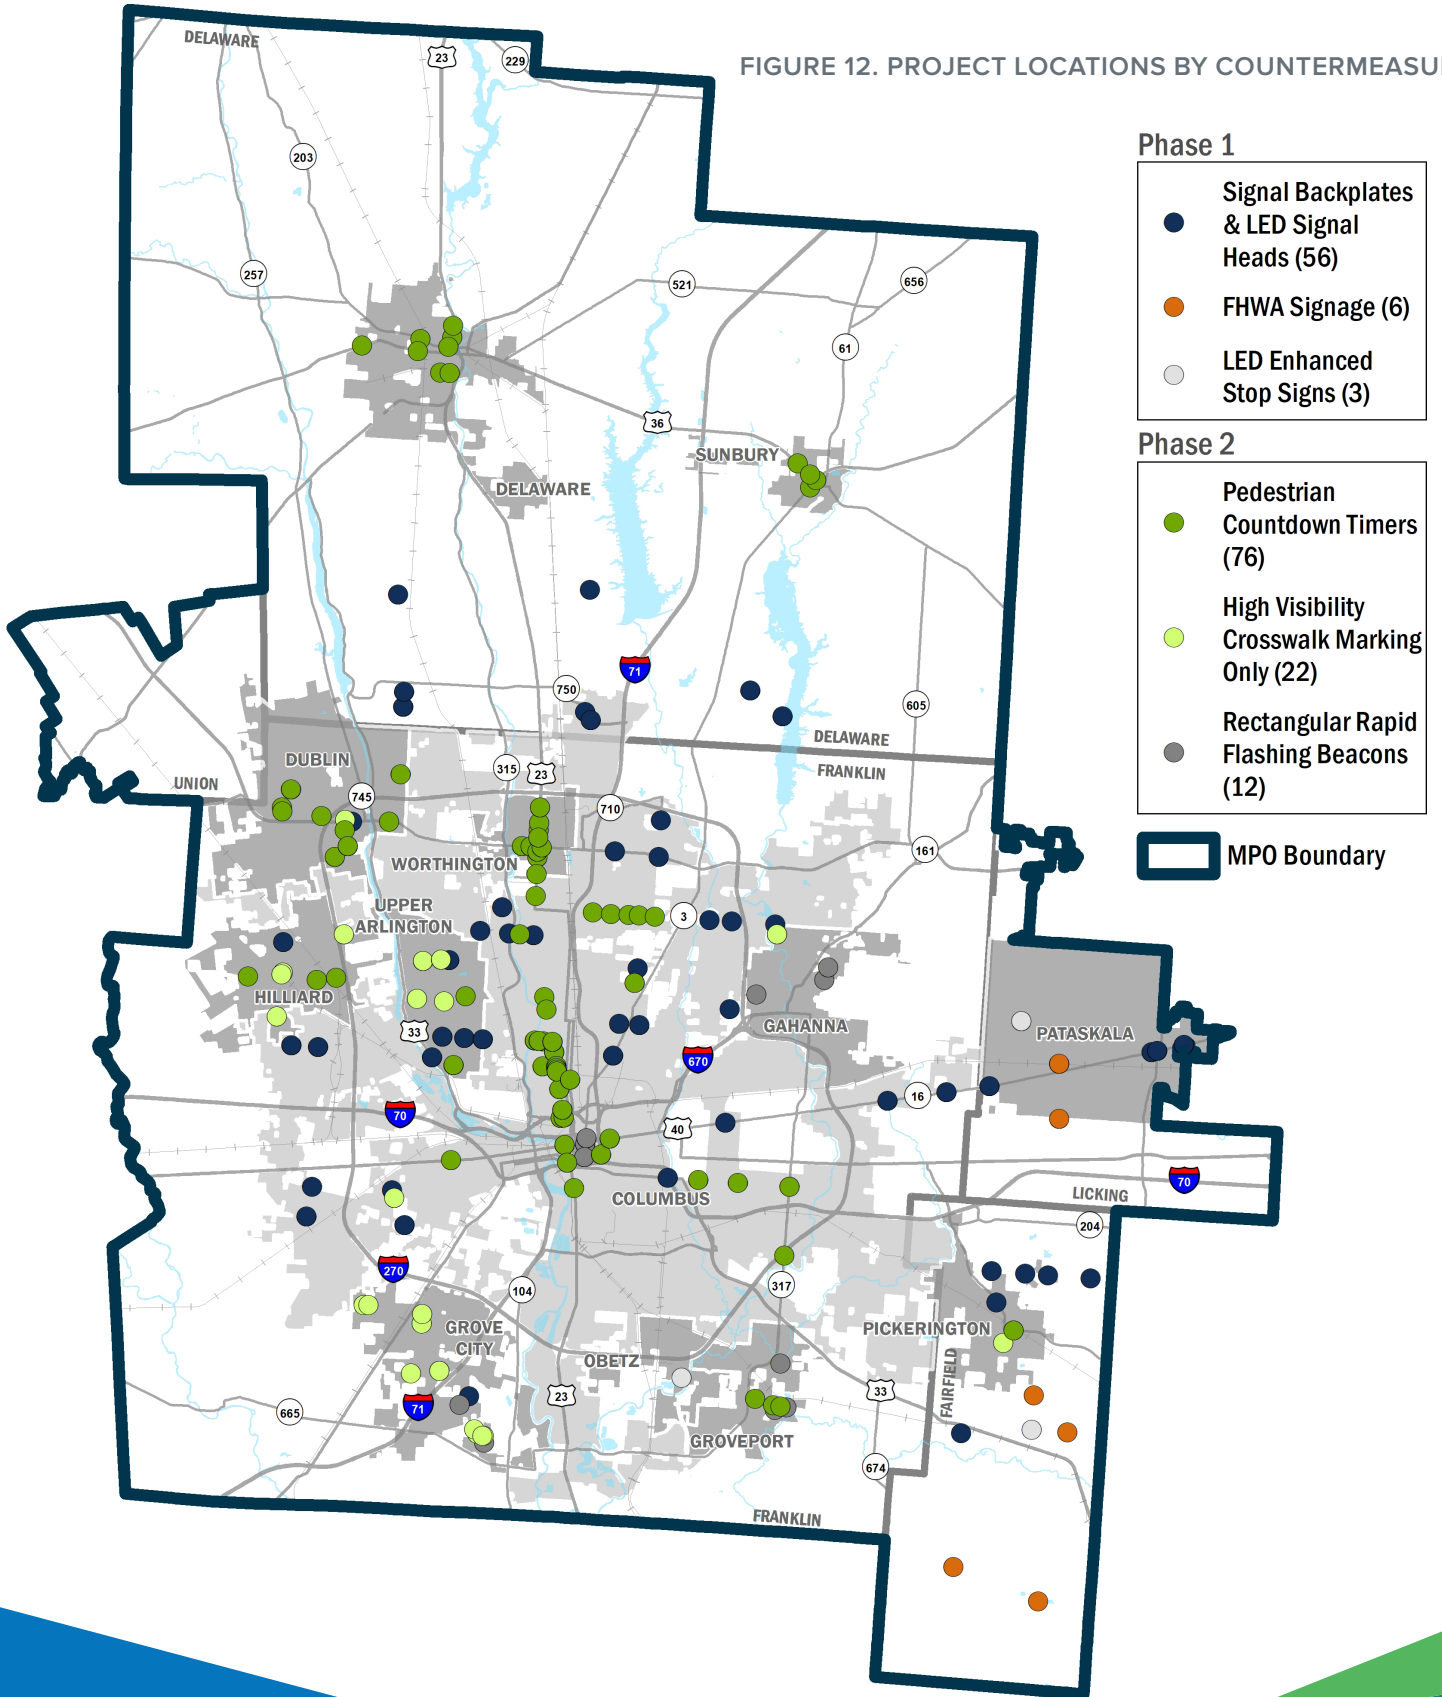 DELAWARE
23
229
FIGURE 12. PROJECT LOCATIONS BY COUNTERMEASU
203
Phase 1
Signal Backplates
& LED Signal
Heads (56)
FHWA Signage (6)
LED Enhanced
Stop Signs (3)
Phase 2
Pedestrian
Countdown Timers
(76)
High Visibility
Crosswalk Marking
Only (22)
Rectangular Rapid
Flashing Beacons
(12)
MPO Boundary
257
521
656
61
36
SUNBURY
DELAWARE
71
750
605
DELAWARE
FRANKLIN
DUBLIN
UNION
315
23
745
710
161
WORTHINGTON
UPPER
ARLINGTON
3
HILLIARD
33
GAHANNA
PATASKALA
670
16
70
40
COLUMBUS
70
LICKING
204
270
104
317
GROVE
CITY
PICKERINGTON
OBETZ
FAIRFIELD
33
23
71
665
GROVEPORT
674
FRANKLIN